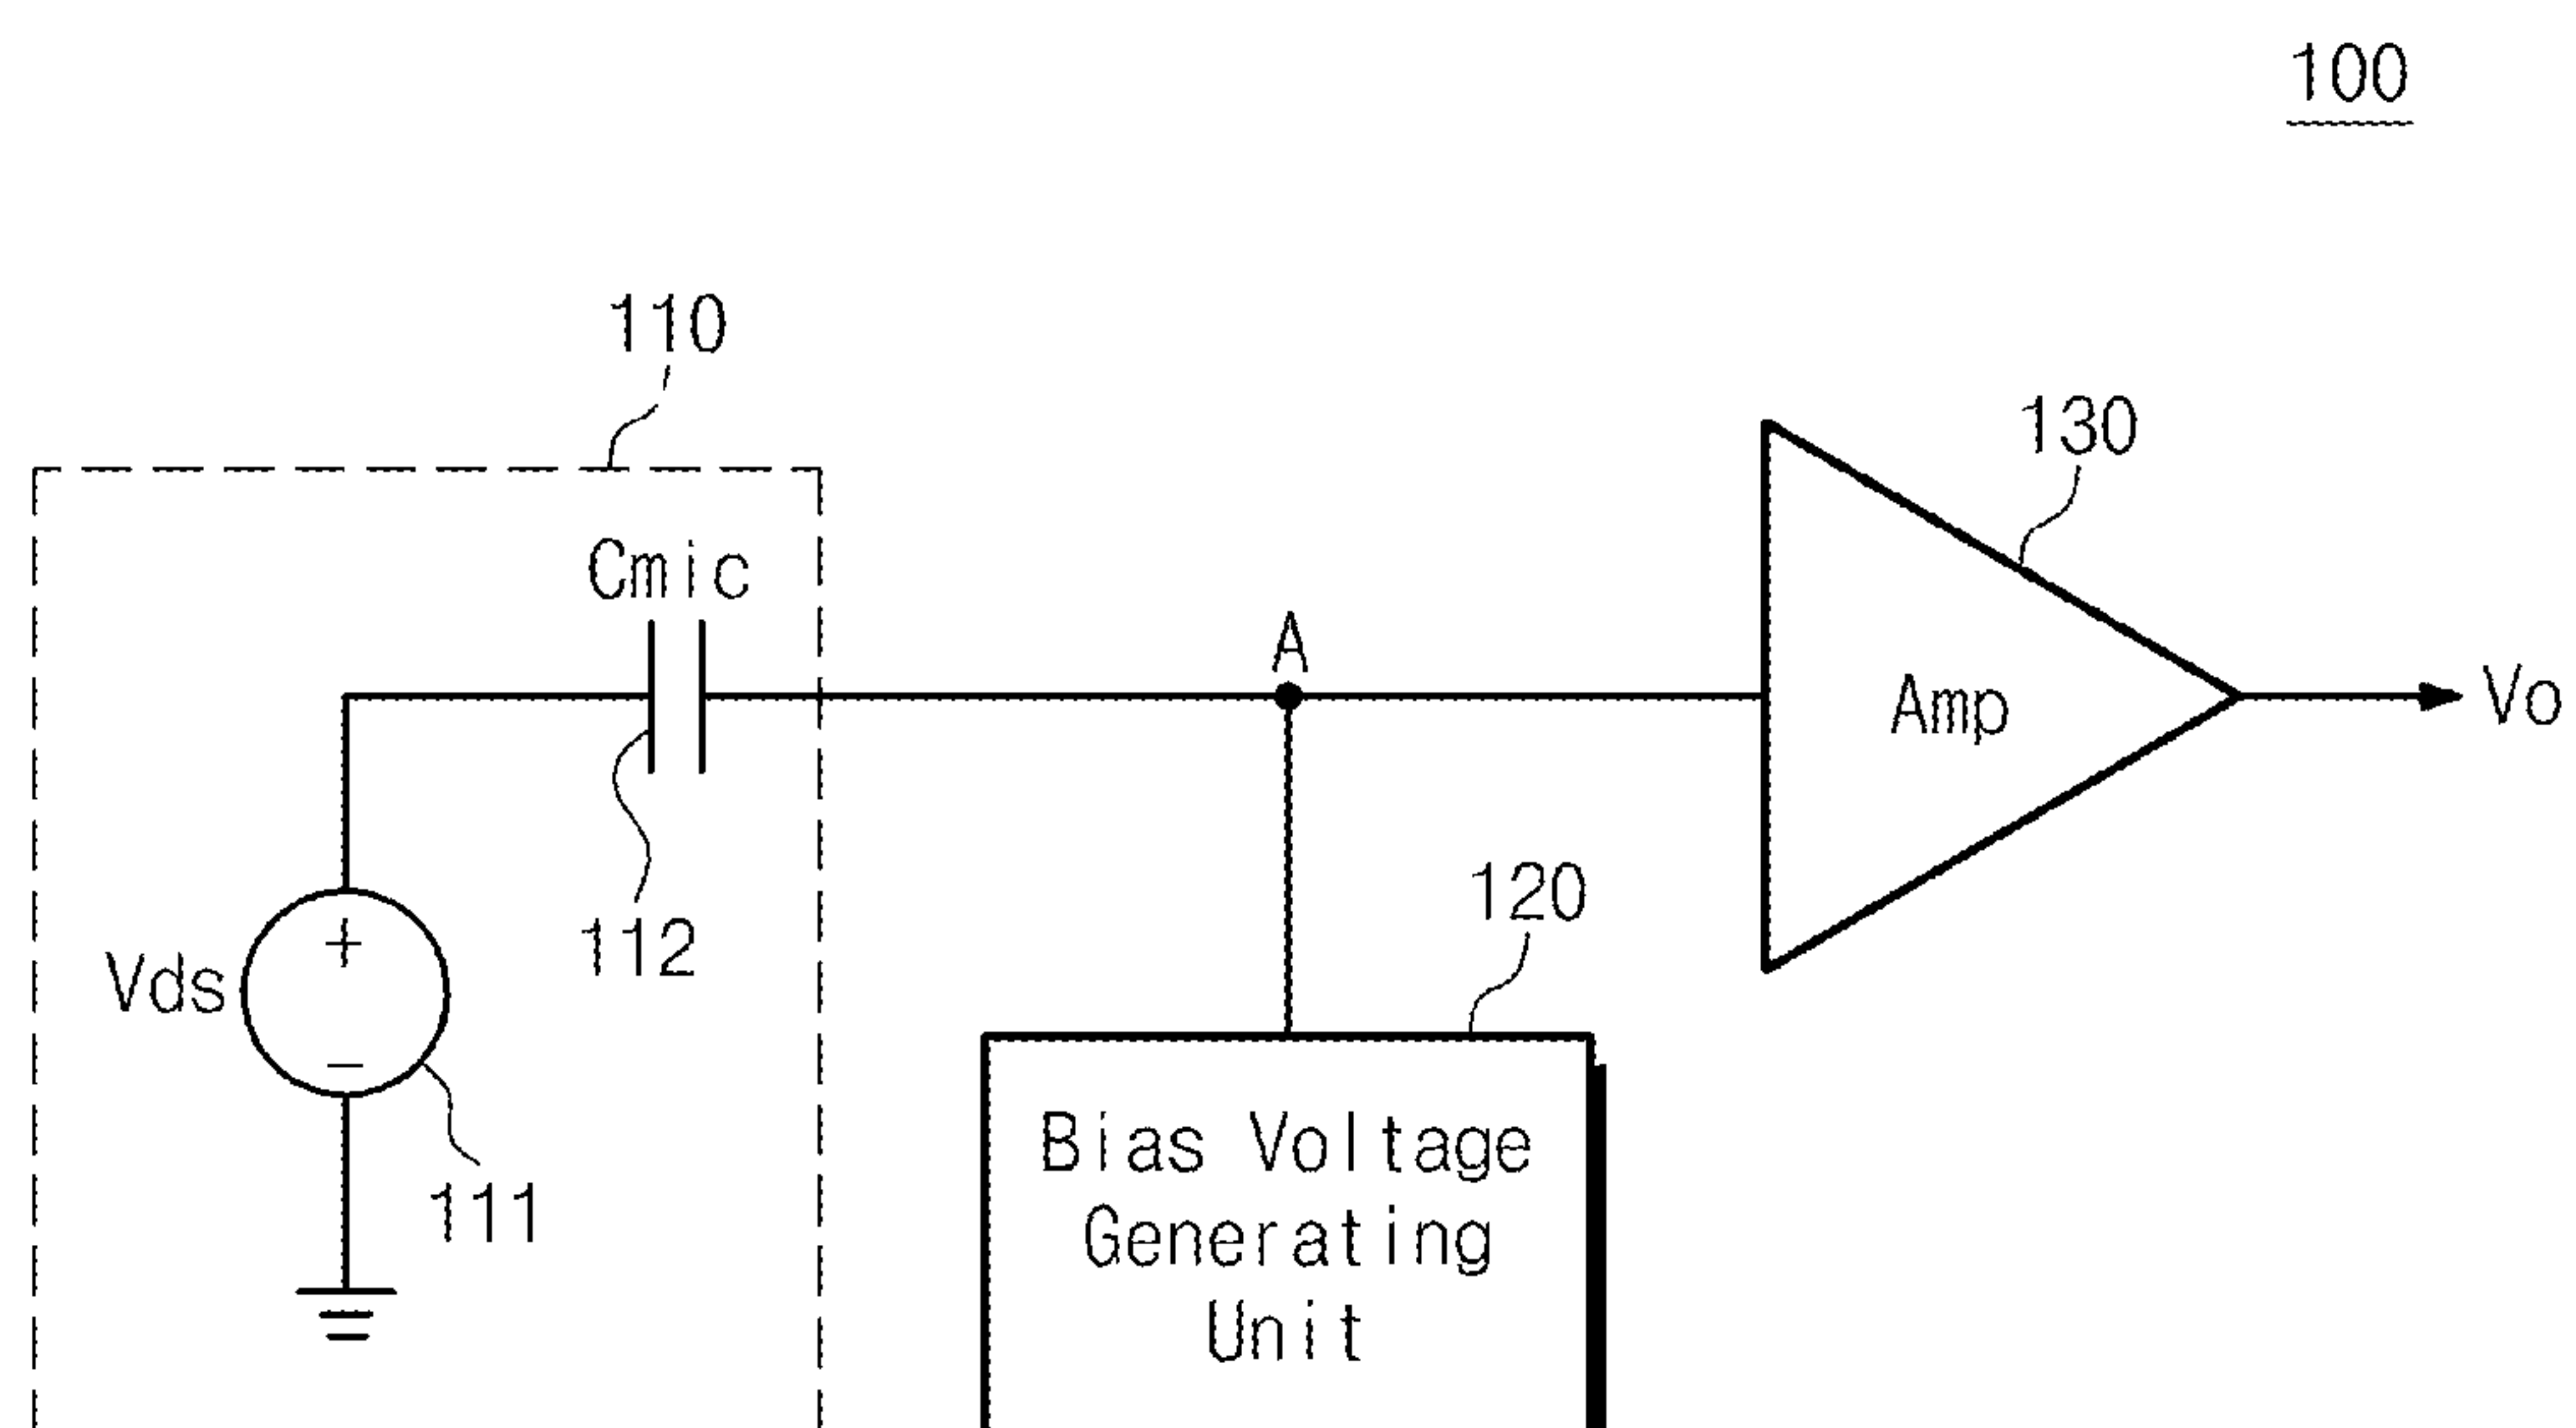 100
110
130
Cmic
A
Amp
Vo
112
120
+
Vds
−
111
Bias Voltage
Generating
Unit